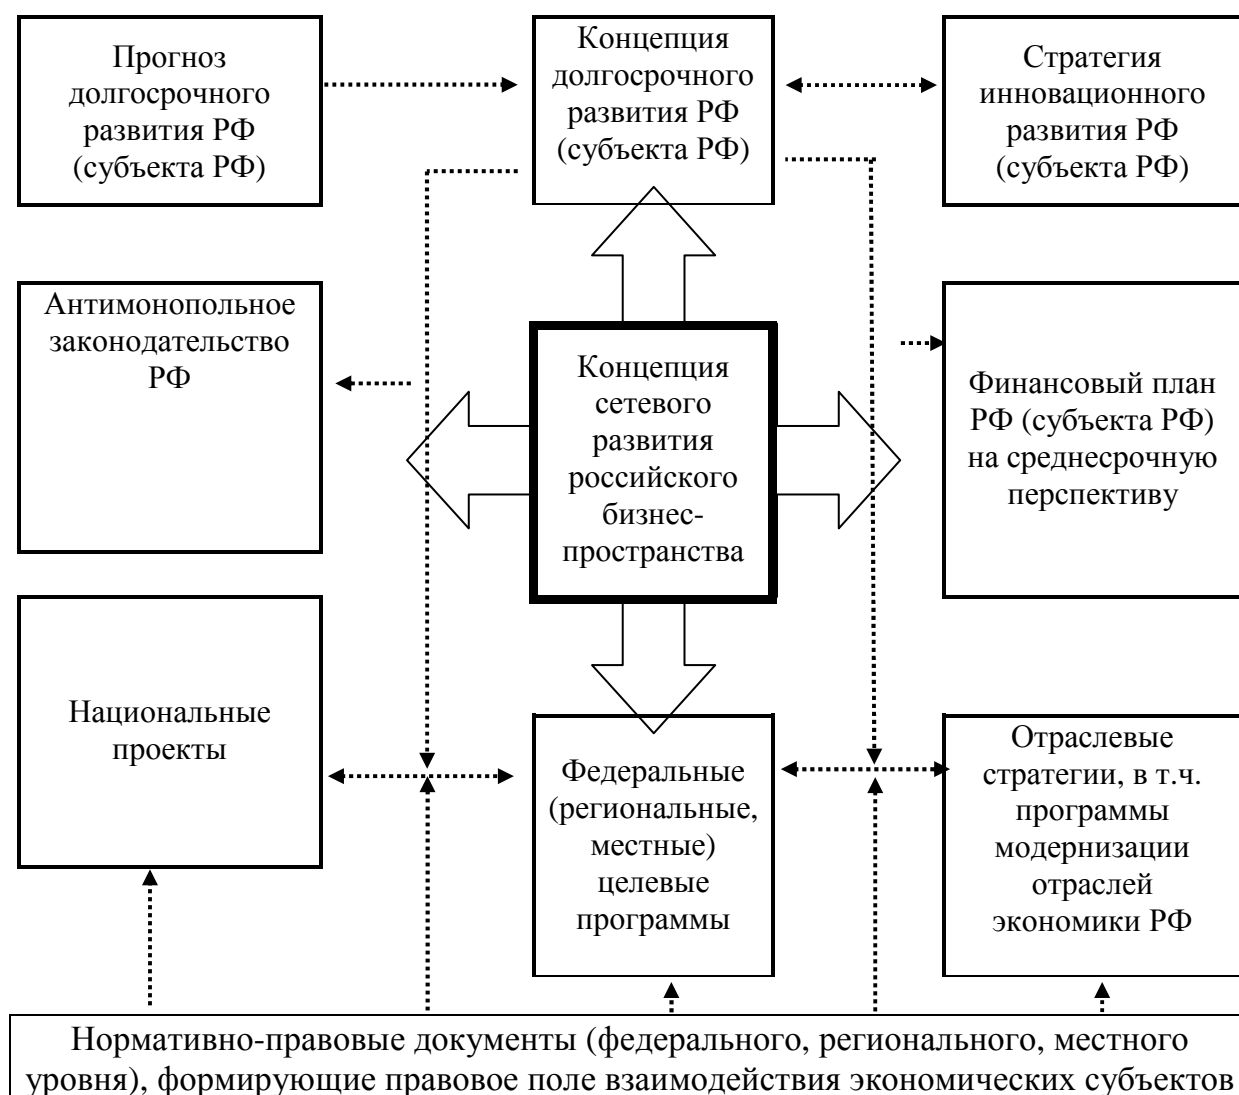 Прогноз
долгосрочного
развития РФ
(субъекта РФ)
Концепция
долгосрочного
развития РФ
(субъекта РФ)
Стратегия
инновационного
развития РФ
(субъекта РФ)
Антимонопольное
законодательство
РФ
Концепция
сетевого
развития
российского
бизнес-
пространства
Финансовый план
РФ (субъекта РФ)
на среднесрочную
перспективу
Национальные
проекты
Федеральные
(региональные,
местные)
целевые
программы
Отраслевые
стратегии, в т.ч.
программы
модернизации
отраслей
экономики РФ
Нормативно-правовые документы (федерального, регионального, местного
уровня), формирующие правовое поле взаимодействия экономических субъектов